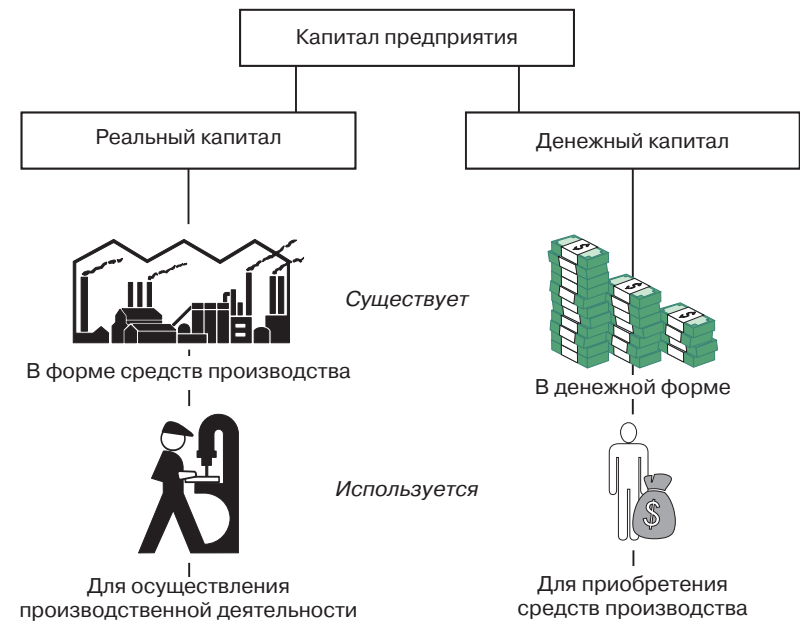 Капитал предприятия
Реальный капитал
Денежный капитал
$
$
$
Существует
В форме средств производства
В денежной форме
Используется
$
Для осуществления
производственной деятельности
Для приобретения
средств производства